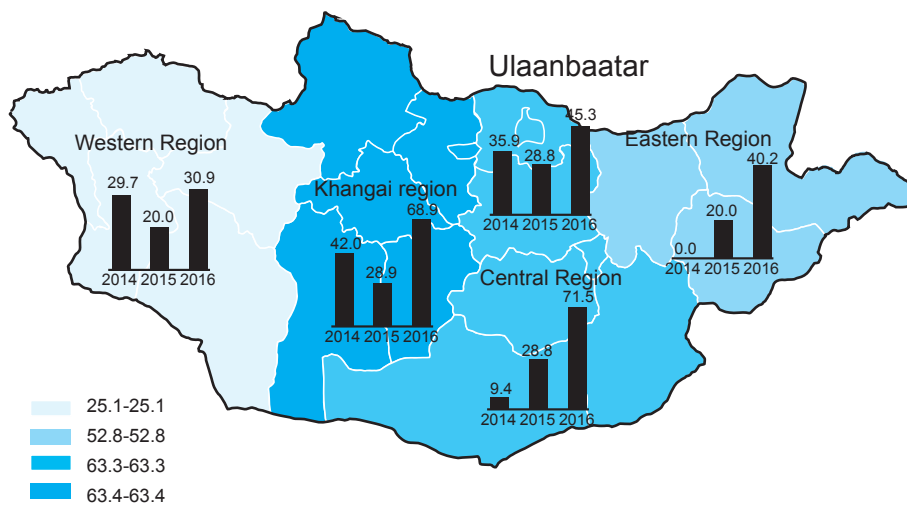 Ulaanbaatar
35.9
28.8
45.3
2014 2015 2016
Western Region
29.7
20.0
30.9
2014 2015 2016
Khangai region
42.0
28.9
68.9
2014 2015 2016
Eastern Region
0.0
20.0
40.2
2014 2015 2016
Central Region
9.4
28.8
71.5
2014 2015 2016
25.1-25.1
52.8-52.8
63.3-63.3
63.4-63.4